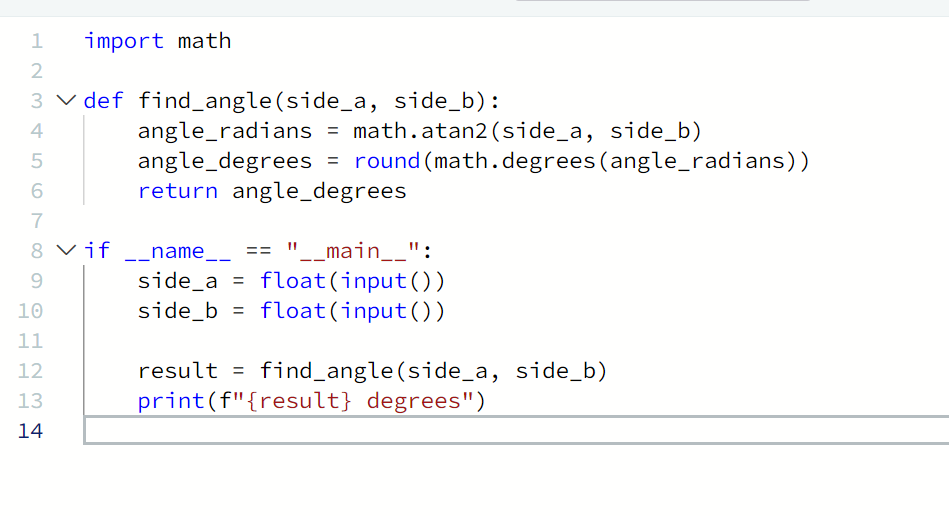 1 import math
2
3 def find_angle(side_a, side_b):
4     angle_radians = math.atan2(side_a, side_b)
5     angle_degrees = round(math.degrees(angle_radians))
6     return angle_degrees
7
8 if __name__ == "__main__":
9     side_a = float(input())
10     side_b = float(input())
11
12     result = find_angle(side_a, side_b)
13     print(f"{result} degrees")
14